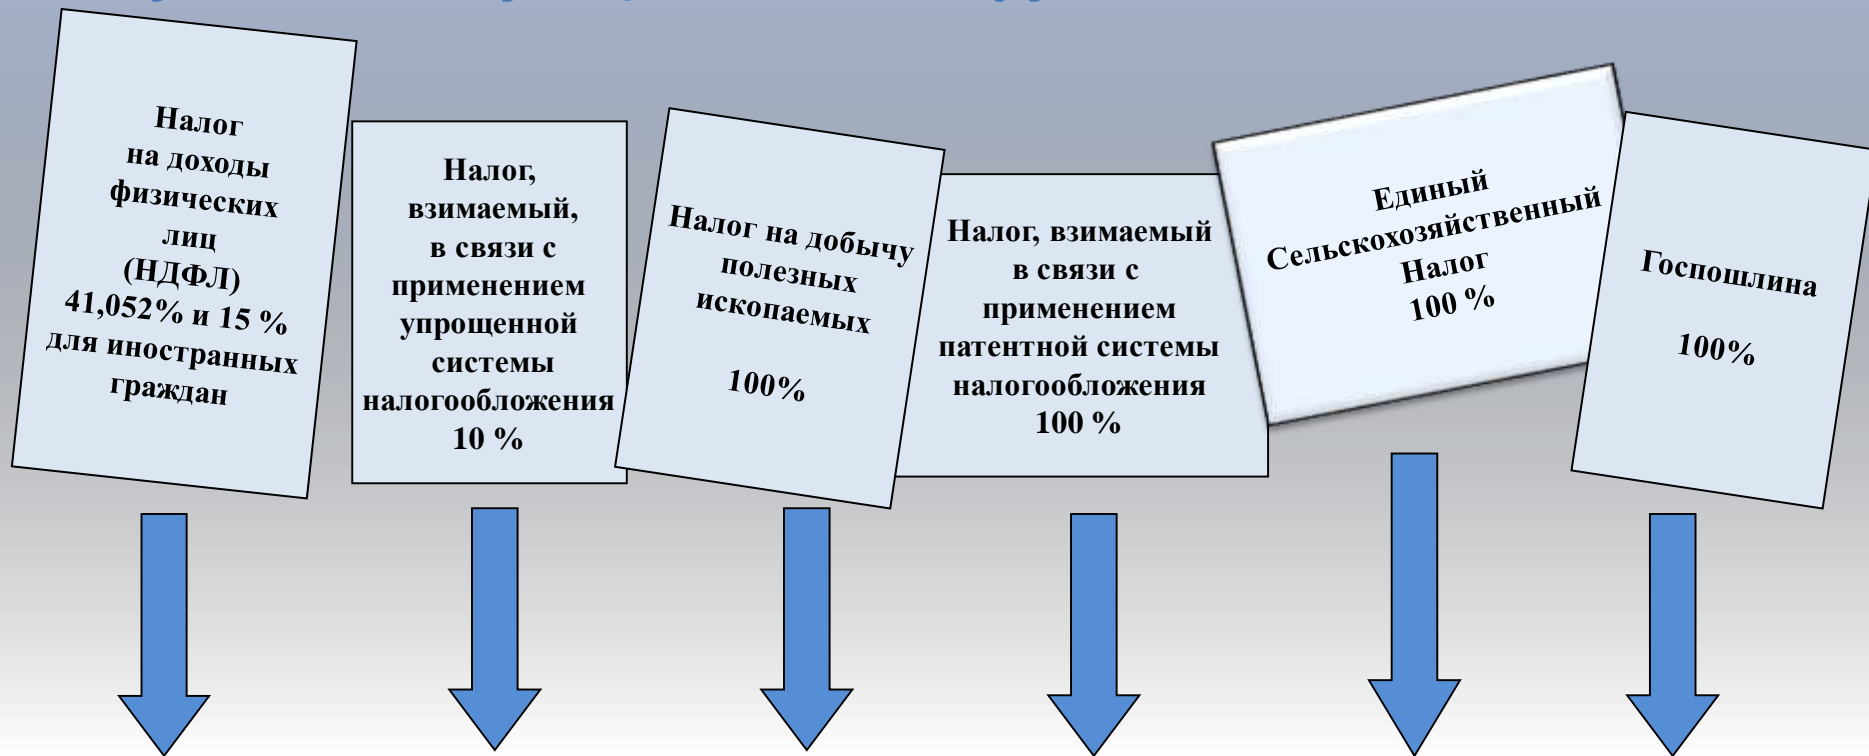 Налог
на доходы
физических
лиц
(НДФЛ)
41,052% и 15 %
для иностранных
граждан
Налог,
взимаемый,
в связи с
применением
упрощенной
системы
налогообложения
10 %
Налог на добычу
полезных
ископаемых
100%
Налог, взимаемый
в связи с
применением
патентной системы
налогообложения
100 %
Единый
Сельскохозяйственный
Налог
100 %
Госпошлина
100%